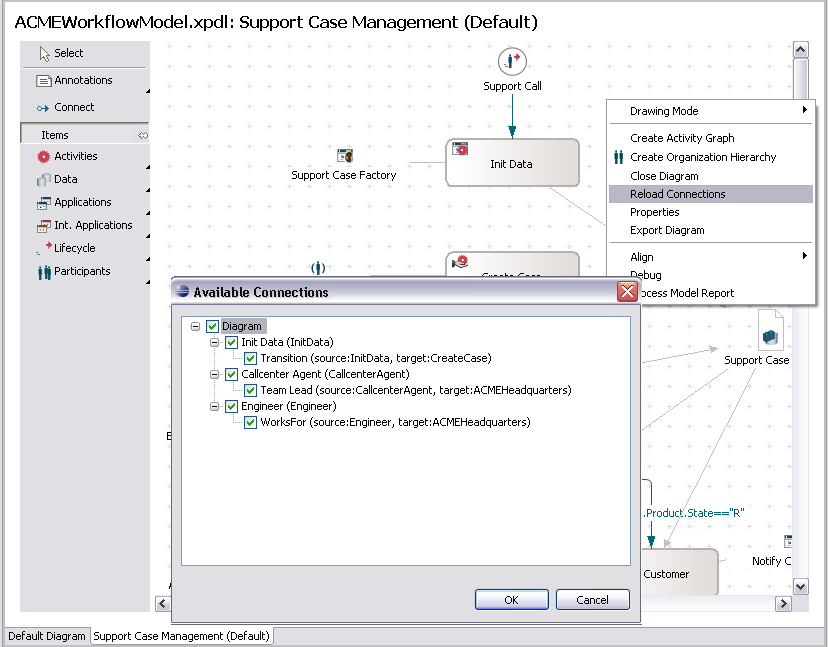 ACMEWorkflowModel.xpdl: Support Case Management (Default)
Select
Annotations
Connect
Items
Activities
Data
Applications
Int. Applications
Lifecycle
Participants
Support Call
Init Data
Support Case Factory
Create Case
Drawing Mode
Create Activity Graph
Create Organization Hierarchy
Close Diagram
Reload Connections
Properties
Export Diagram
Align
Debug
ocess Model Report
Support Case
Available Connections
Diagram
Init Data (InitData)
Transition (source:InitData, target:CreateCase)
Callcenter Agent (CallcenterAgent)
Team Lead (source:CallcenterAgent, target:ACMEHeadquarters)
Engineer (Engineer)
WorksFor (source:Engineer, target:ACMEHeadquarters)
OK
Cancel
.Product.State=="R"
Customer
Notify C
Default Diagram
Support Case Management (Default)